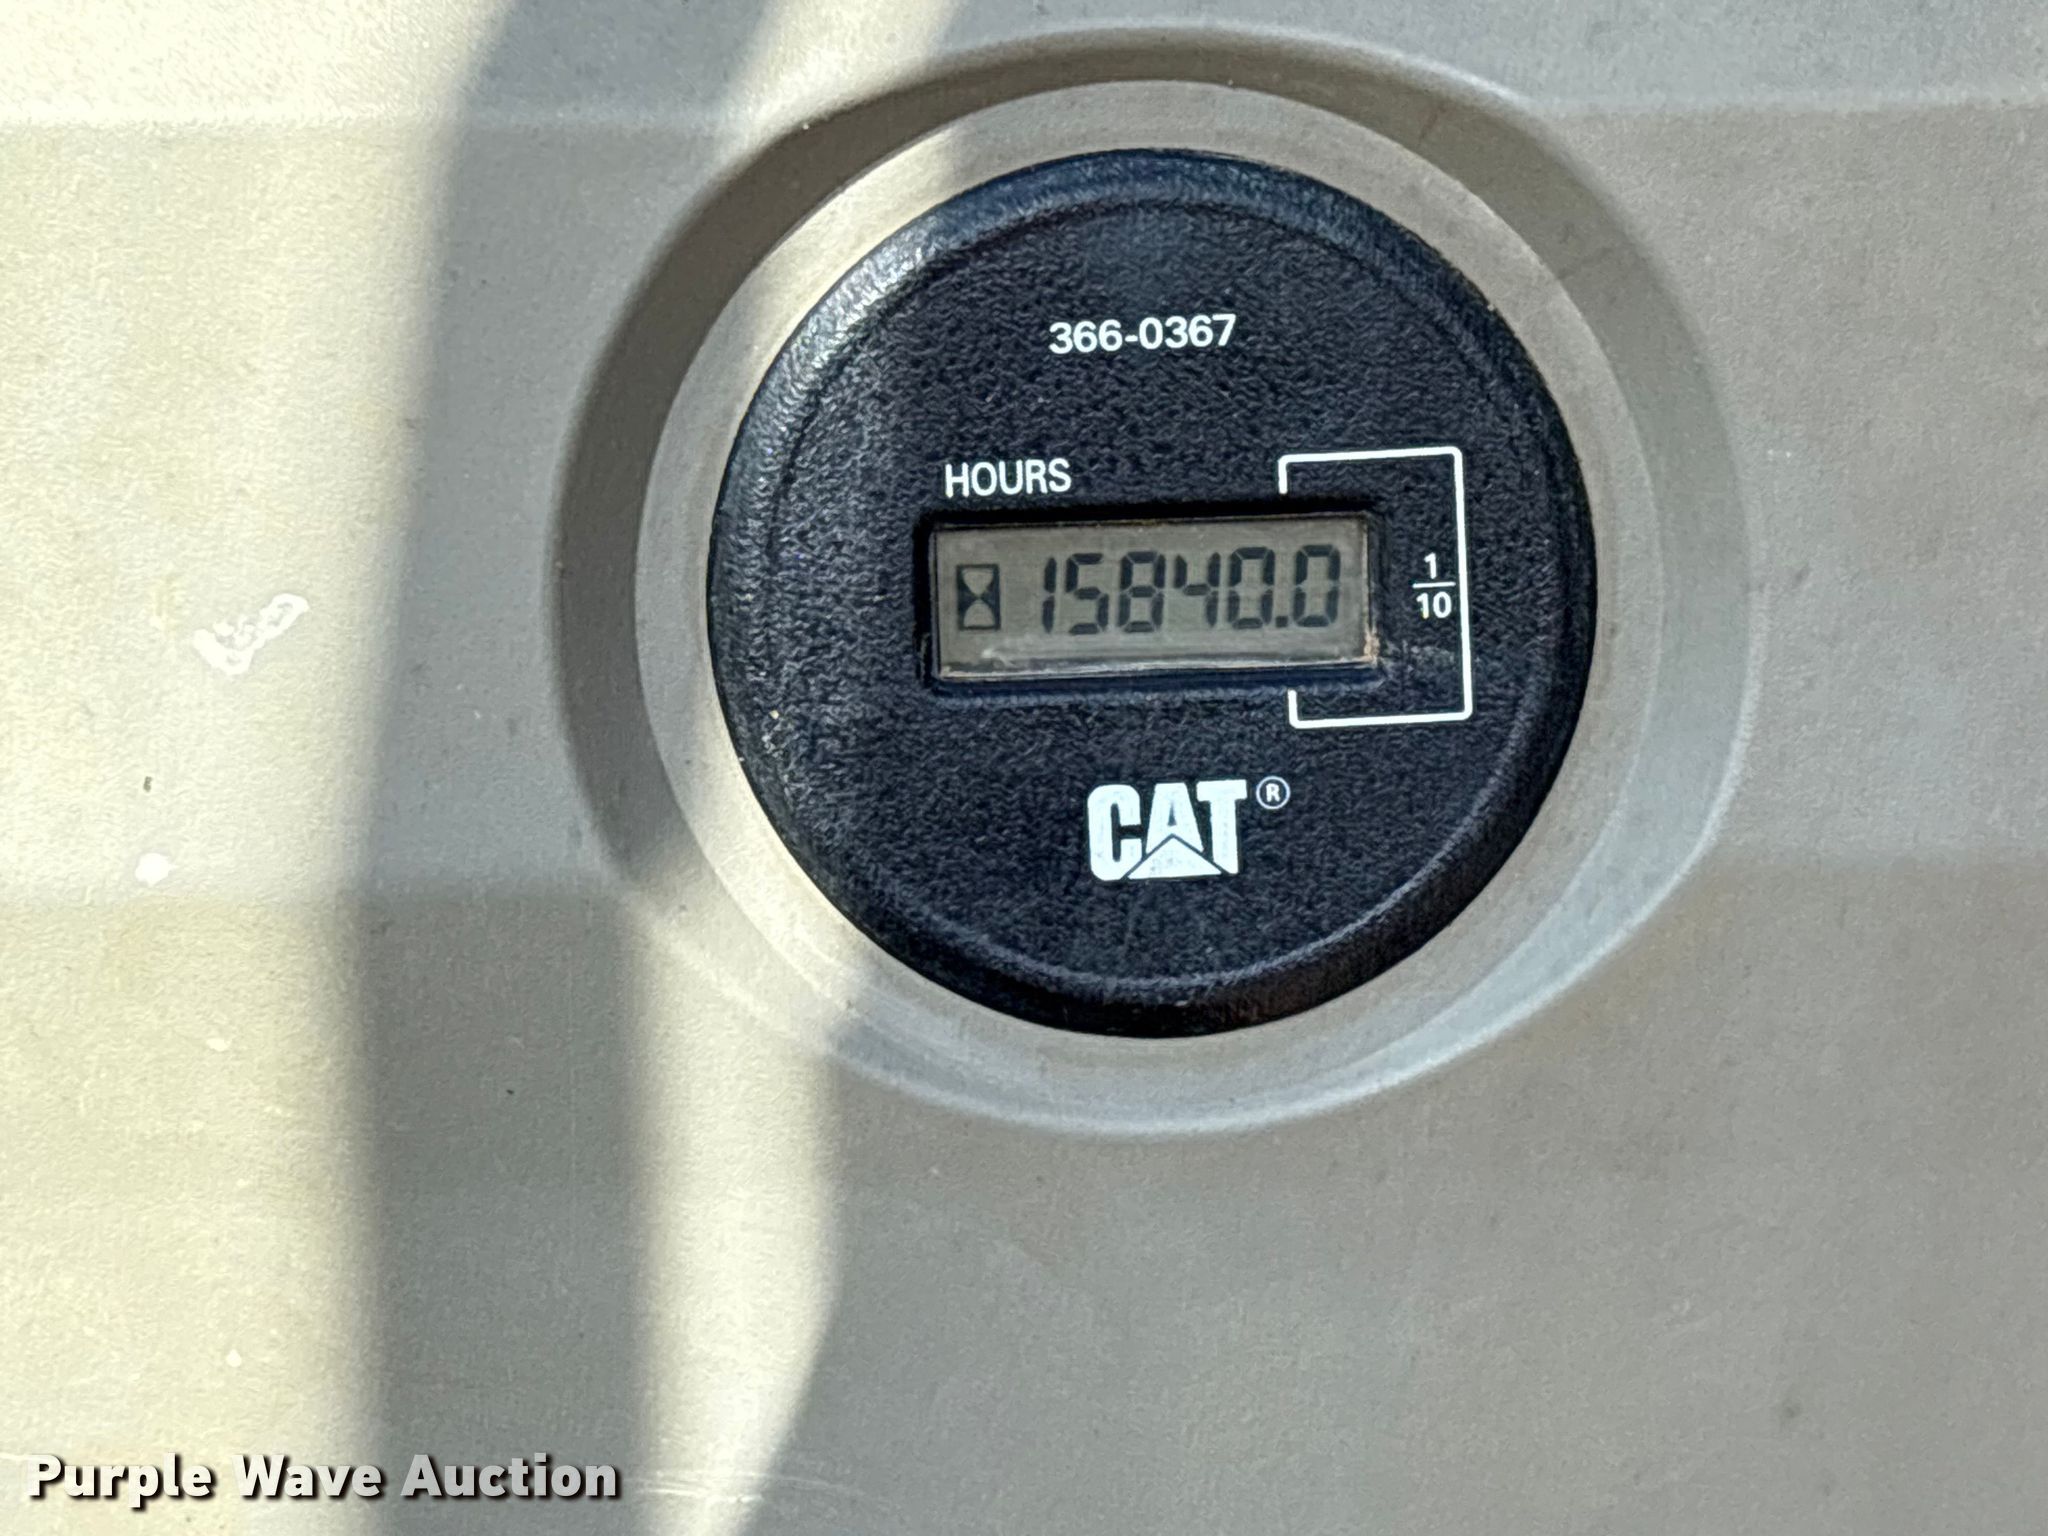 366-0367
HOURS
15840.0
1/10
CAT®
Purple Wave Auction